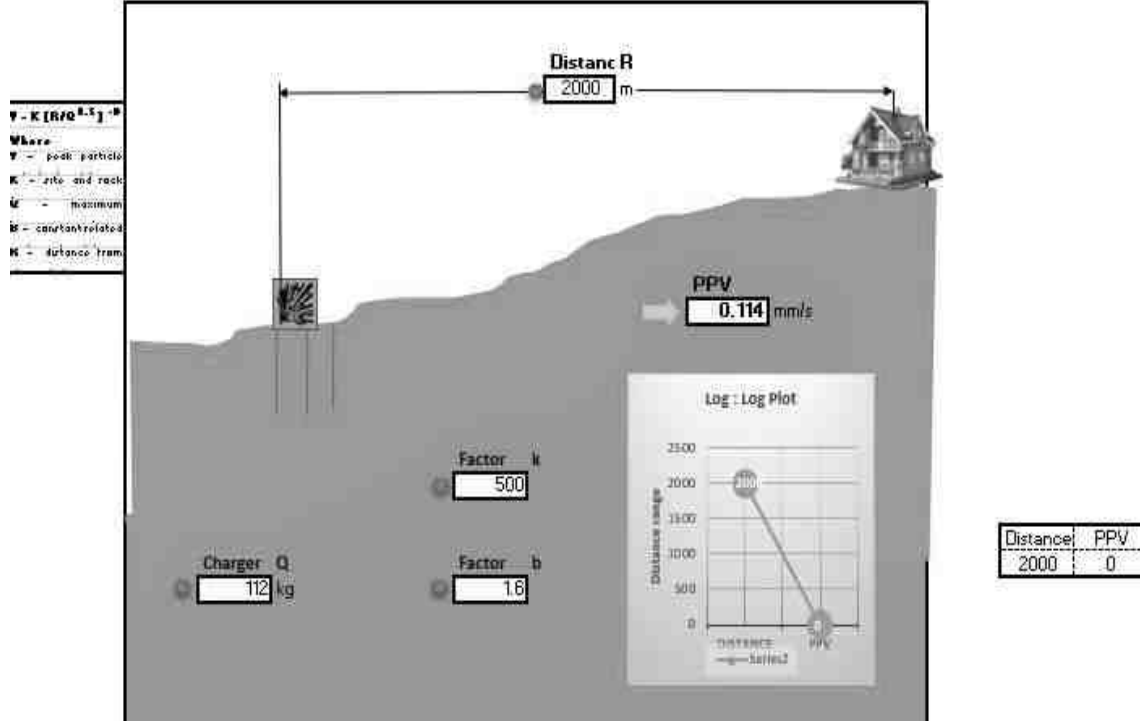 Distanc R
2000 m
V - K [R/Q 0.5] -B
Where
V - peak particle
K - site and rock
- maximum
B - constant related
- distance from
PPV
0.114 mm/s
Log : Log Plot
2500
2000
1500
1000
500
0
Distance range
DISTANCE PPV
Series2
Factor k
500
Charger Q
112 kg
Factor b
1.6
Distance PPV
2000 0